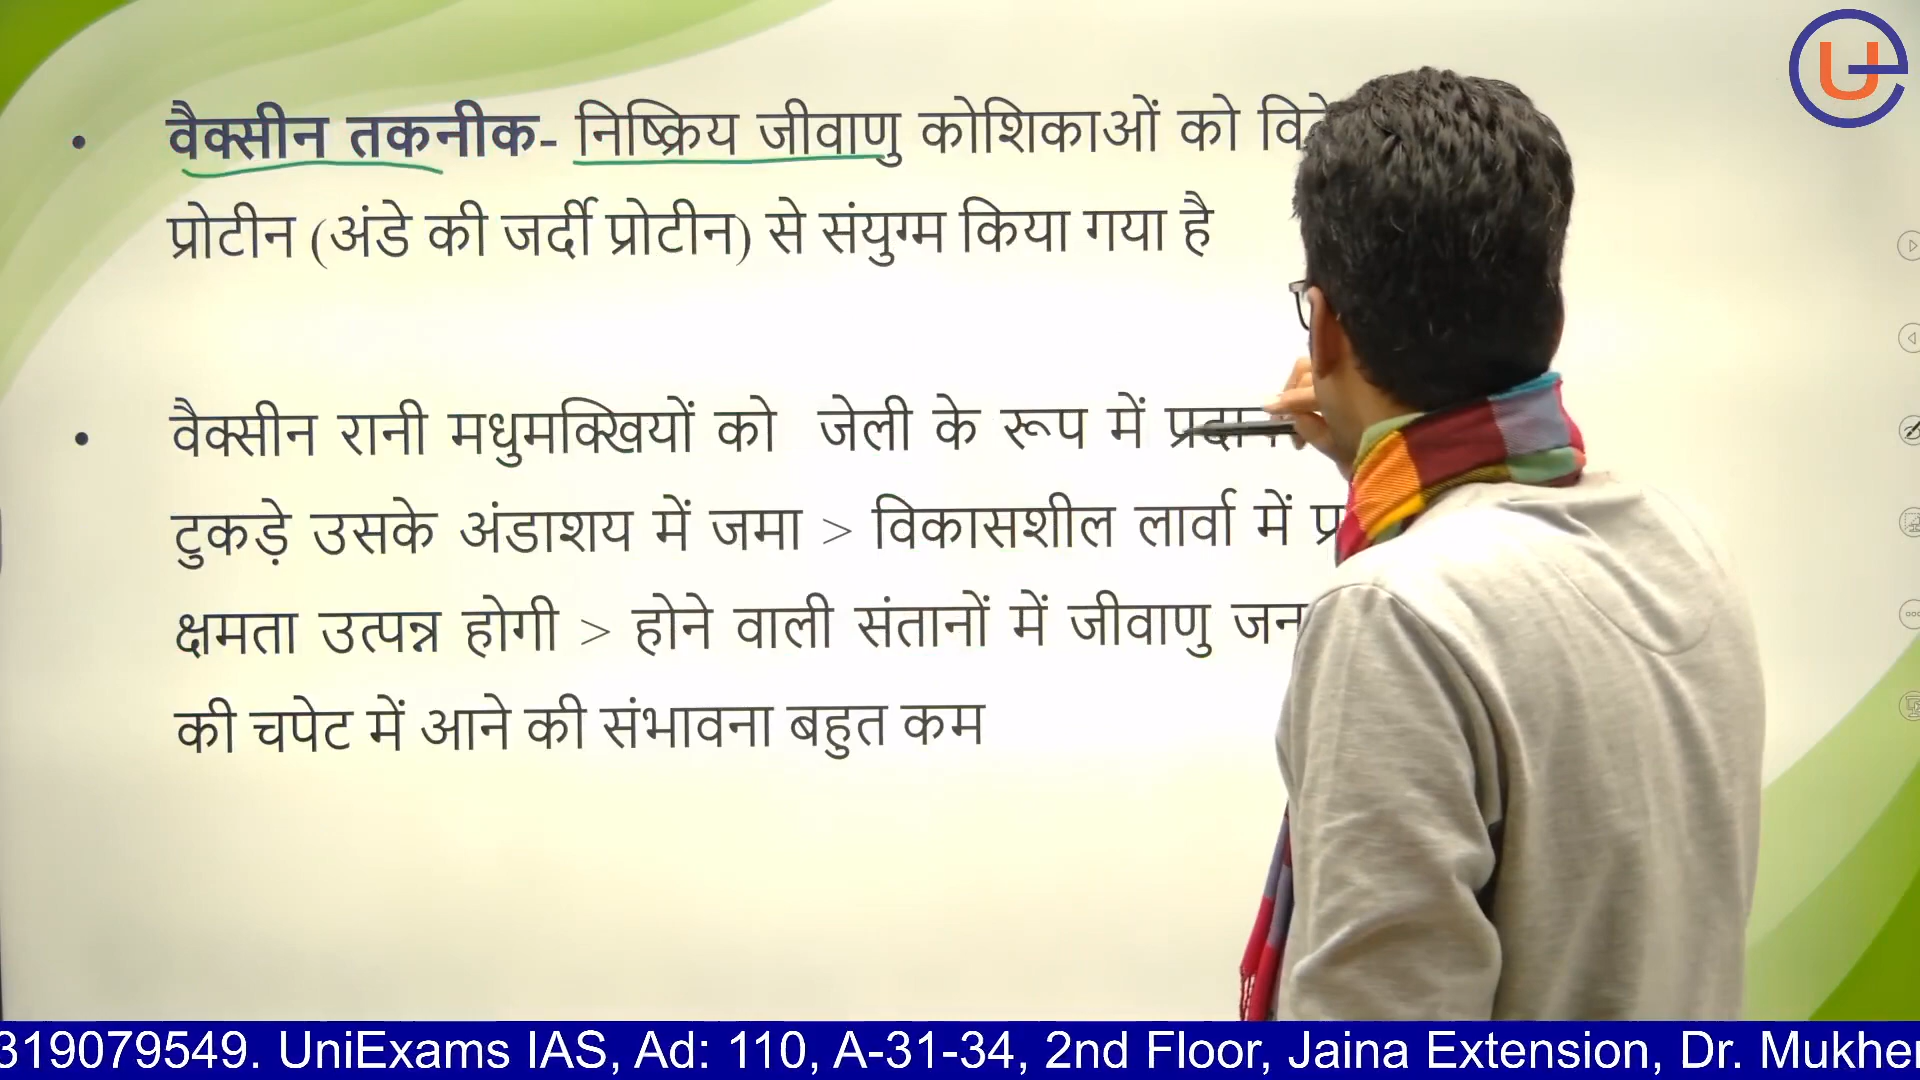 वैक्सीन तकनीक- निष्क्रिय जीवाणु कोशिकाओं को
प्रोटीन (अंडे की जर्दी प्रोटीन) से संयुग्म किया गया है
वैक्सीन रानी मधुमक्खियों को जेली के रूप में
टुकड़े उसके अंडाशय में जमा > विकासशील लार्वा में
क्षमता उत्पन्न होगी > होने वाली संतानों में जीवाणु
की चपेट में आने की संभावना बहुत कम
319079549. UniExams IAS, Ad: 110, A-31-34, 2nd Floor, Jaina Extension, Dr.